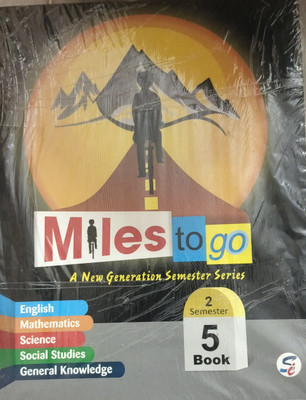 Miles to go
A New Generation Semester Series
English
Mathematics
Science
Social Studies
General Knowledge
2
Semester
5
Book